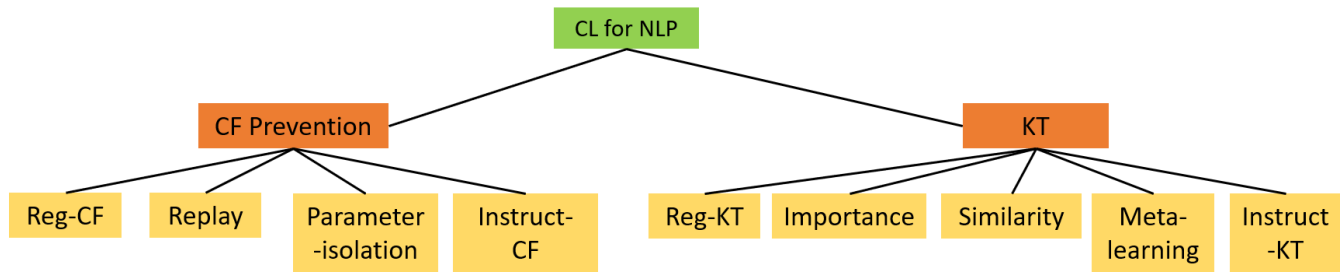 CL for NLP
CF Prevention
KT
Reg-CF
Replay
Parameter
-isolation
Instruct-
CF
Reg-KT
Importance
Similarity
Meta-
learning
Instruct
-KT